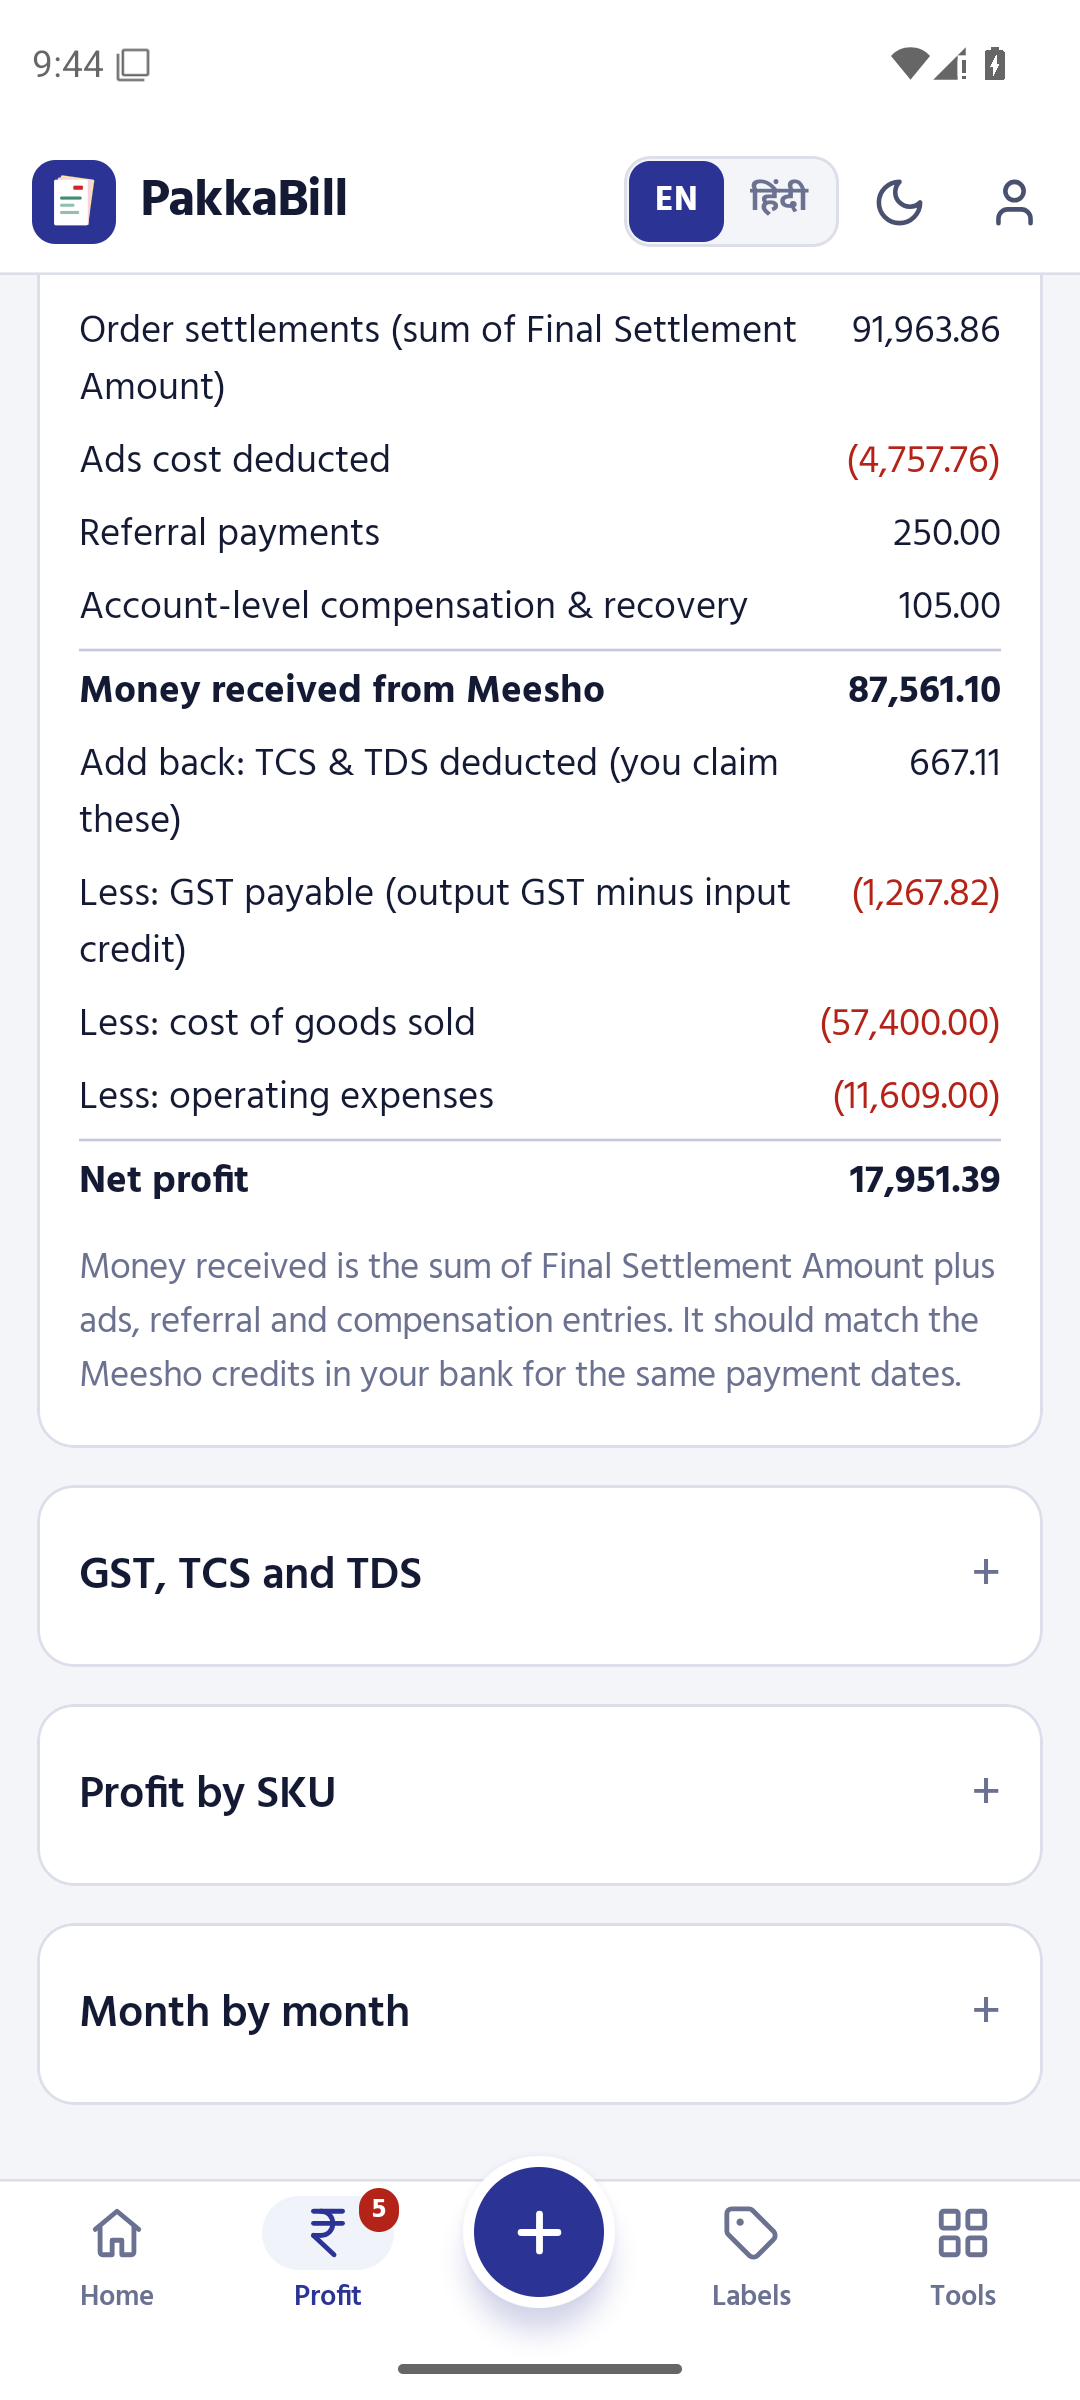 9:44
PakkaBill
EN हिंदी
Order settlements (sum of Final Settlement 91,963.86
Amount)
Ads cost deducted (4,757.76)
Referral payments 250.00
Account-level compensation & recovery 105.00
Money received from Meesho 87,561.10
Add back: TCS & TDS deducted (you claim 667.11
these)
Less: GST payable (output GST minus input (1,267.82)
credit)
Less: cost of goods sold (57,400.00)
Less: operating expenses (11,609.00)
Net profit 17,951.39
Money received is the sum of Final Settlement Amount plus
ads, referral and compensation entries. It should match the
Meesho credits in your bank for the same payment dates.
GST, TCS and TDS +
Profit by SKU +
Month by month +
5
Home Profit Labels Tools